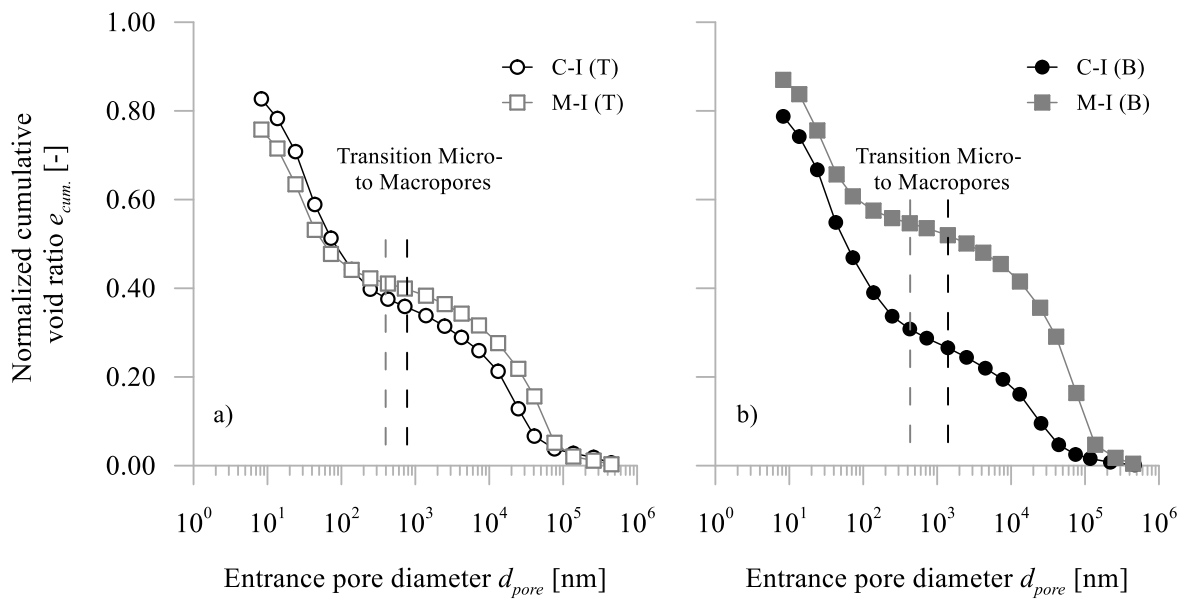 Normalized cumulative
void ratio e_cum. [-]
1.00
0.80
0.60
0.40
0.20
0.00
C-I (T)
M-I (T)
Transition Micro-
to Macropores
a)
10^0 10^1 10^2 10^3 10^4 10^5 10^6
Entrance pore diameter d_pore [nm]
C-I (B)
M-I (B)
Transition Micro-
to Macropores
b)
10^0 10^1 10^2 10^3 10^4 10^5 10^6
Entrance pore diameter d_pore [nm]